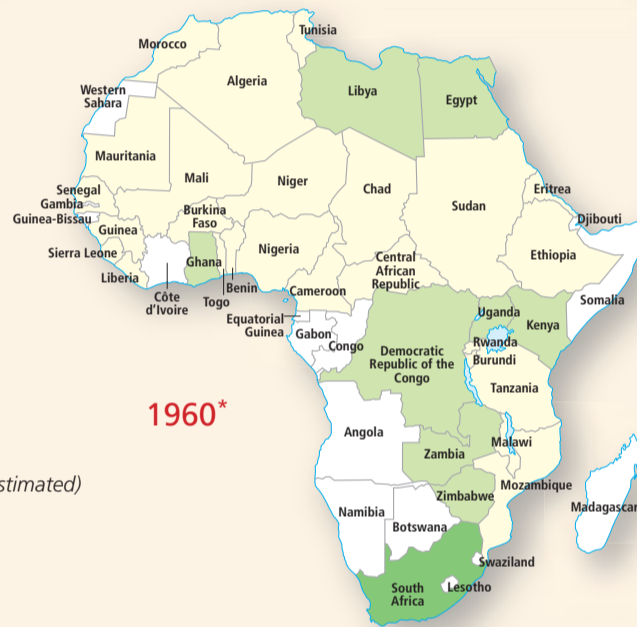 Tunisia
Morocco
Algeria
Western
Sahara
Libya
Egypt
Mauritania
Mali
Niger
Chad
Sudan
Eritrea
Senegal
Gambia
Guinea-Bissau
Guinea
Burkina
Faso
Djibouti
Sierra Leone
Ghana
Nigeria
Ethiopia
Liberia
Côte
d’Ivoire
Togo
Benin
Cameroon
Central
African
Republic
Somalia
Equatorial
Guinea
Gabon
Congo
Uganda
Kenya
Rwanda
Burundi
Democratic
Republic of the
Congo
Tanzania
1960*
Angola
Malawi
Zambia
stimated)
Mozambique
Zimbabwe
Namibia
Botswana
Madagascar
Swaziland
South
Africa
Lesotho